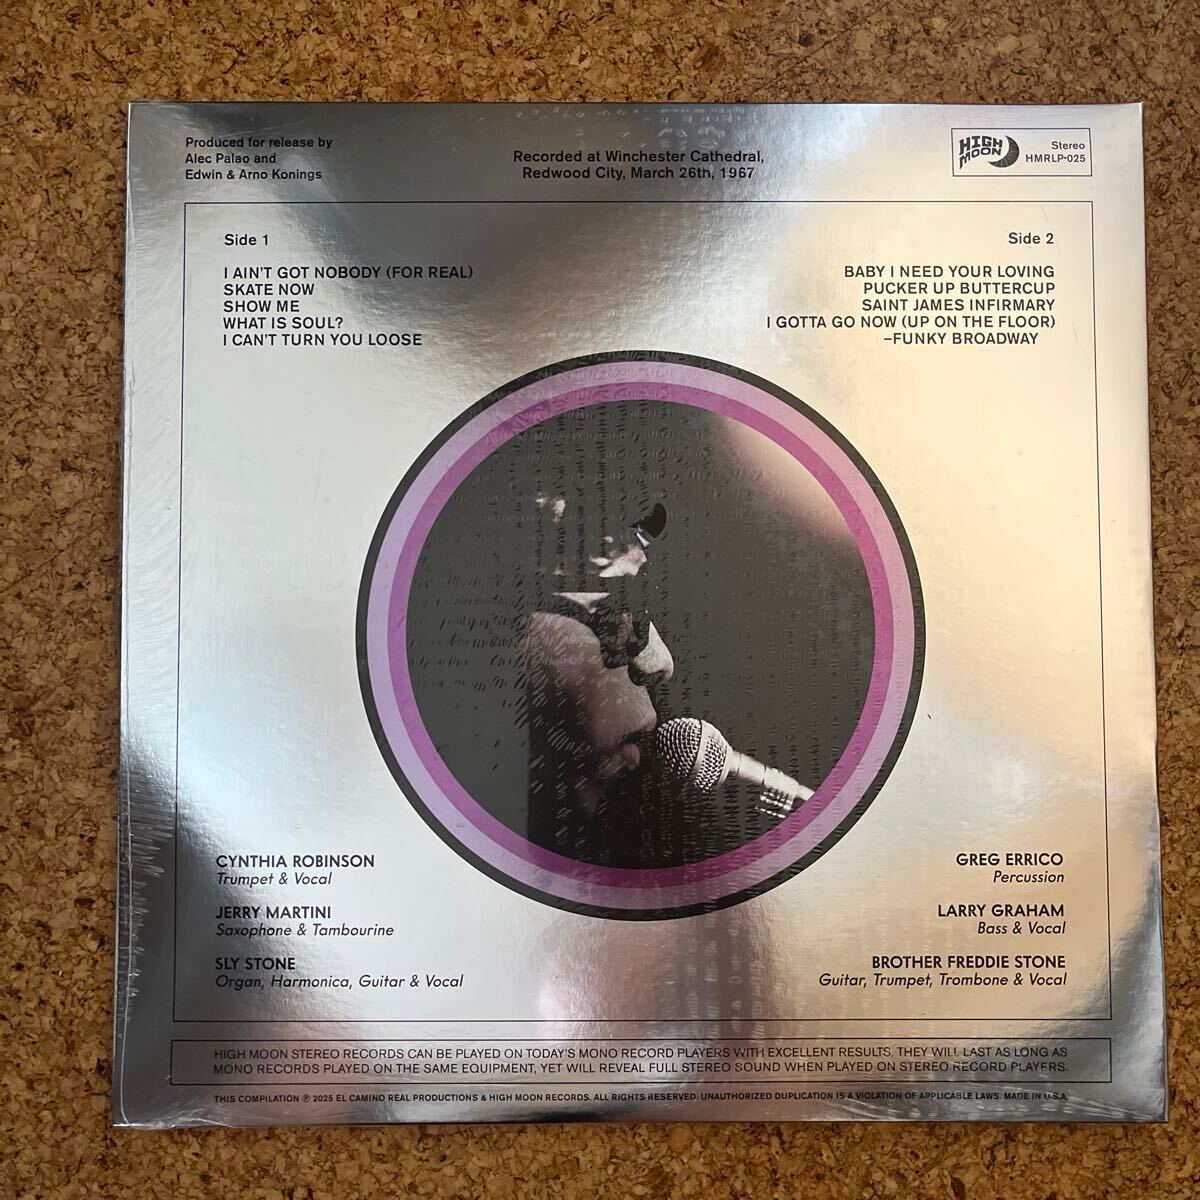 Produced for release by
Alec Palao and
Edwin & Arno Konings
Recorded at Winchester Cathedral,
Redwood City, March 26th, 1967
HIGH
MOON
Stereo
HMRLP-025
Side 1
I AIN'T GOT NOBODY (FOR REAL)
SKATE NOW
SHOW ME
WHAT IS SOUL?
I CAN'T TURN YOU LOOSE
Side 2
BABY I NEED YOUR LOVING
PUCKER UP BUTTERCUP
SAINT JAMES INFIRMARY
I GOTTA GO NOW (UP ON THE FLOOR)
–FUNKY BROADWAY
CYNTHIA ROBINSON
Trumpet & Vocal
JERRY MARTINI
Saxophone & Tambourine
SLY STONE
Organ, Harmonica, Guitar & Vocal
GREG ERRICO
Percussion
LARRY GRAHAM
Bass & Vocal
BROTHER FREDDIE STONE
Guitar, Trumpet, Trombone & Vocal
HIGH MOON STEREO RECORDS CAN BE PLAYED ON TODAY'S MONO RECORD PLAYERS WITH EXCELLENT RESULTS. THEY WILL LAST AS LONG AS
MONO RECORDS PLAYED ON THE SAME EQUIPMENT, YET WILL REVEAL FULL STEREO SOUND WHEN PLAYED ON STEREO RECORD PLAYERS.
THIS COMPILATION ℗ 2025 EL CAMINO REAL PRODUCTIONS & HIGH MOON RECORDS. ALL RIGHTS RESERVED. UNAUTHORIZED DUPLICATION IS A VIOLATION OF APPLICABLE LAWS. MADE IN U.S.A.